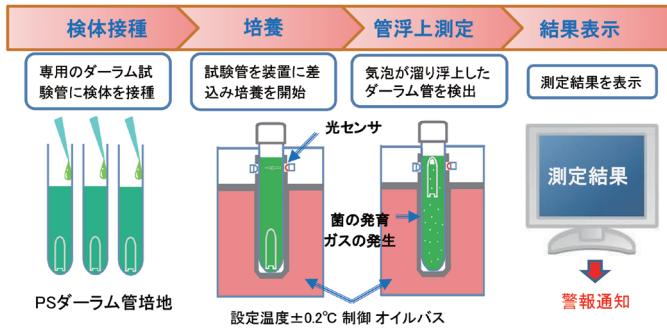 検体接種
培養
管浮上測定
結果表示
専用のダーラム試
験管に検体を接種
試験管を装置に差
込み培養を開始
気泡が溜り浮上した
ダーラム管を検出
測定結果を表示
光センサ
測定結果
菌の発育
ガスの発生
PSダーラム管培地
警報通知
設定温度±0.2℃ 制御 オイルバス